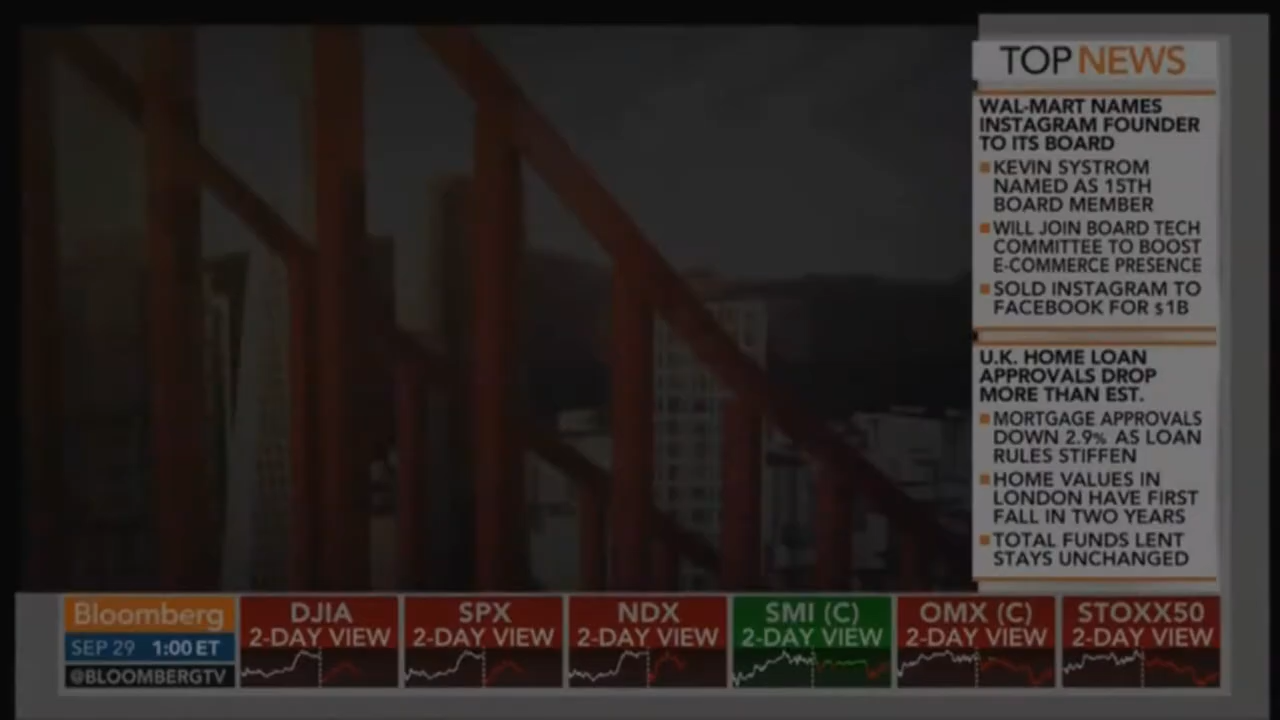 TOP NEWS
WAL-MART NAMES
INSTAGRAM FOUNDER
TO ITS BOARD
KEVIN SYSTROM
NAMED AS 15TH
BOARD MEMBER
WILL JOIN BOARD TECH
COMMITTEE TO BOOST
E-COMMERCE PRESENCE
SOLD INSTAGRAM TO
FACEBOOK FOR $1B
U.K. HOME LOAN
APPROVALS DROP
MORE THAN EST.
MORTGAGE APPROVALS
DOWN 2.9% AS LOAN
RULES STIFFEN
HOME VALUES IN
LONDON HAVE FIRST
FALL IN TWO YEARS
TOTAL FUNDS LENT
STAYS UNCHANGED
Bloomberg
SEP 29 1:00 ET
@BLOOMBERGTV
DJIA
2-DAY VIEW
SPX
2-DAY VIEW
NDX
2-DAY VIEW
SMI (C)
2-DAY VIEW
OMX (C)
2-DAY VIEW
STOXX50
2-DAY VIEW